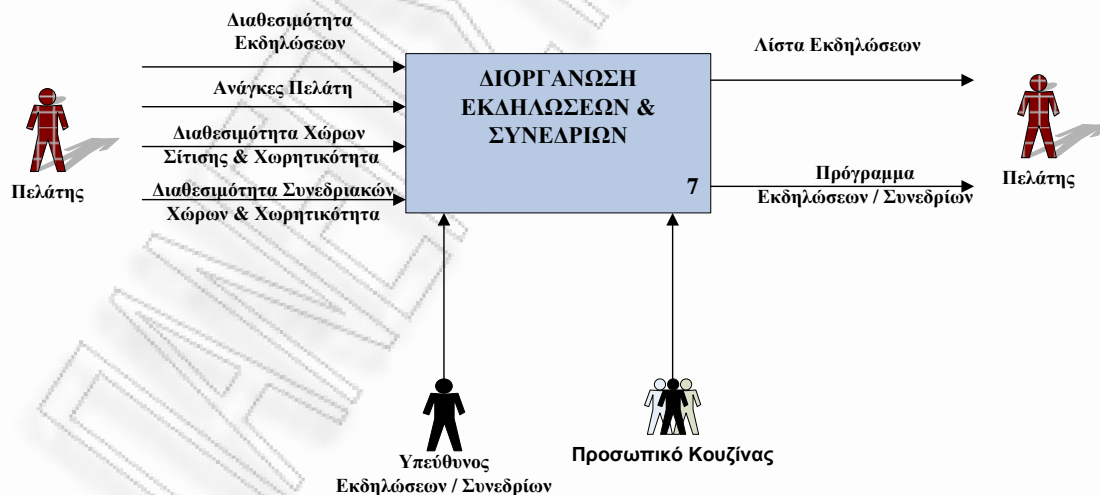 Διαθεσιμότητα
Εκδηλώσεων
Ανάγκες Πελάτη
Διαθεσιμότητα Χώρων
Σίτισης & Χωρητικότητα
Διαθεσιμότητα Συνεδριακών
Χώρων & Χωρητικότητα
Πελάτης
ΔΙΟΡΓΑΝΩΣΗ
ΕΚΔΗΛΩΣΕΩΝ &
ΣΥΝΕΔΡΙΩΝ
7
Λίστα Εκδηλώσεων
Πρόγραμμα
Εκδηλώσεων / Συνεδρίων
Πελάτης
Υπεύθυνος
Εκδηλώσεων / Συνεδρίων
Προσωπικό Κουζίνας